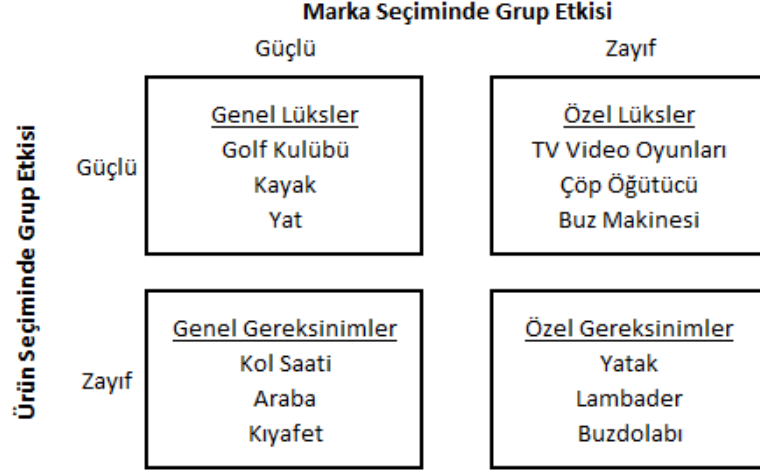 Marka Seçiminde Grup Etkisi
Güçlü
Zayıf
Ürün Seçiminde Grup Etkisi
Güçlü
Genel Lüksler
Golf Kulübü
Kayak
Yat
Özel Lüksler
TV Video Oyunları
Çöp Öğütücü
Buz Makinesi
Zayıf
Genel Gereksinimler
Kol Saati
Araba
Kıyafet
Özel Gereksinimler
Yatak
Lambader
Buzdolabı